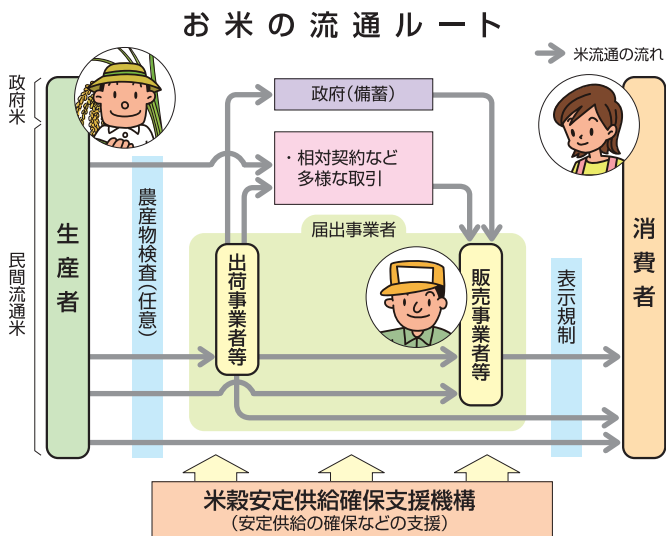 お米の流通ルート
米流通の流れ
政府米
民間流通米
生産者
農産物検査(任意)
政府(備蓄)
・相対契約など
多様な取引
届出事業者
出荷事業者等
販売事業者等
表示規制
消費者
米穀安定供給確保支援機構
(安定供給の確保などの支援)